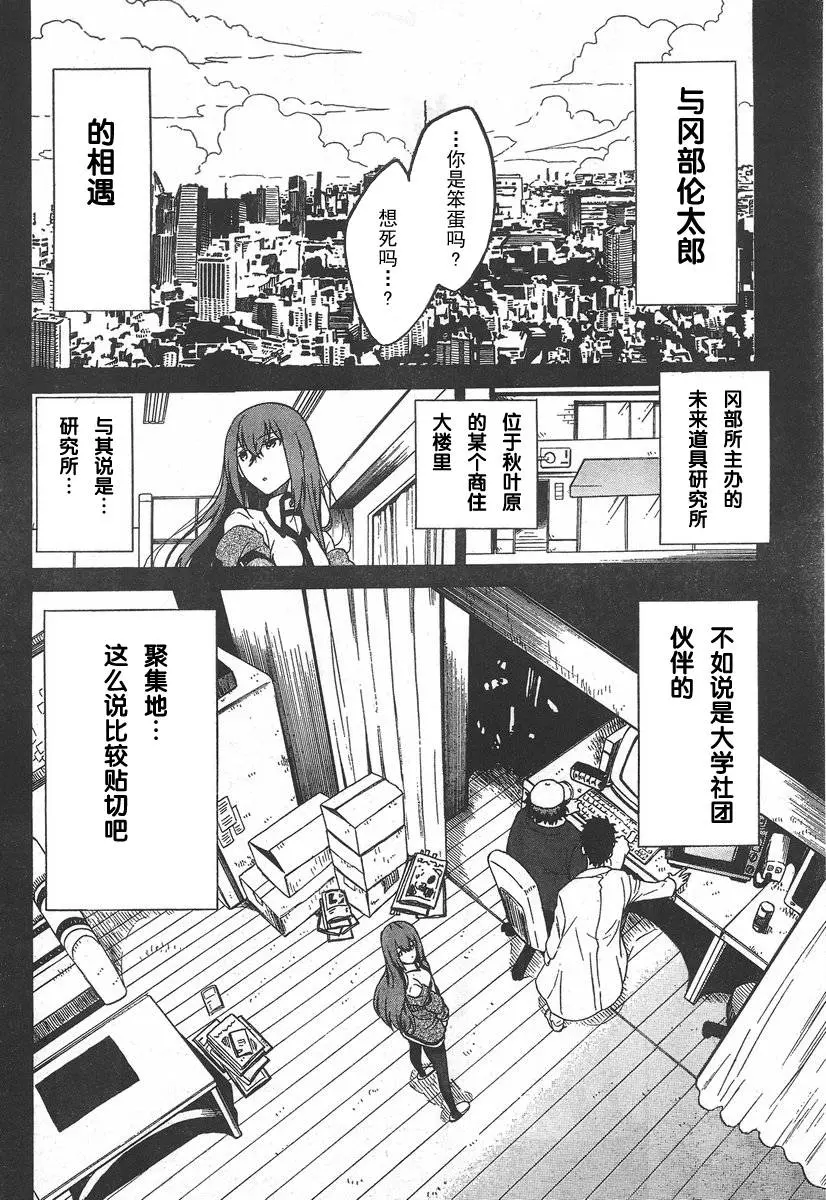 与冈部伦太郎
…你是笨蛋吗?
想死吗…?
的相遇
冈部所主办的
未来道具研究所
位于秋叶原
的某个商住
大楼里
与其说是…
研究所…
不如说是大学社团
伙伴的
聚集地…
这么说比较贴切吧